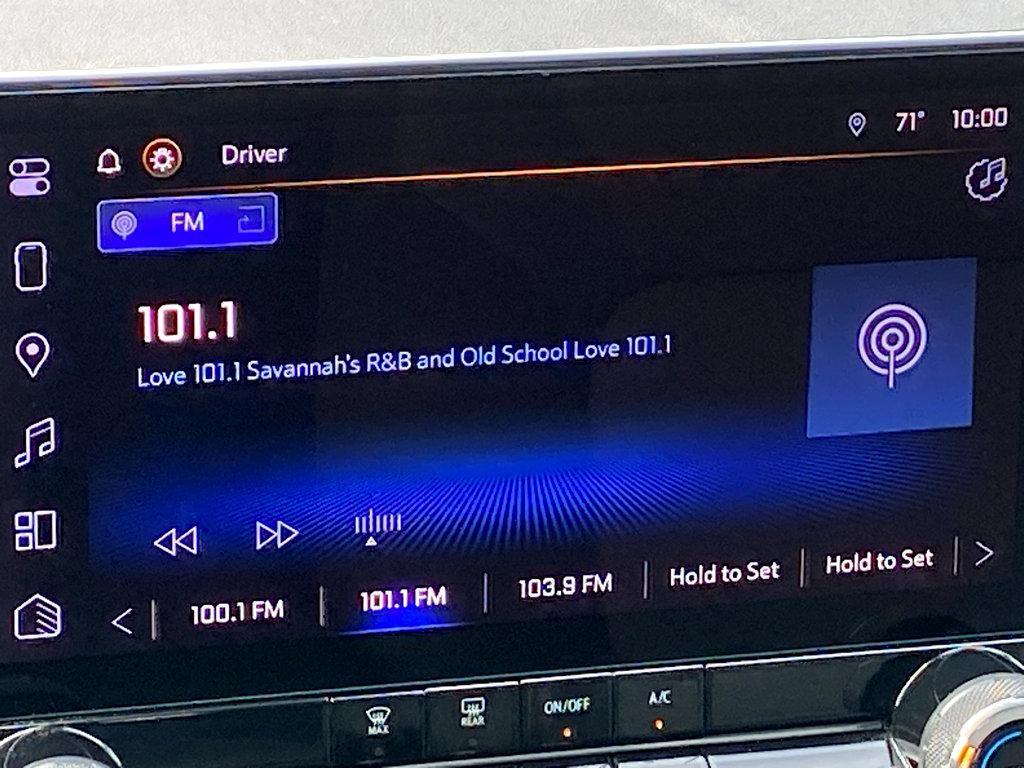 Driver
71° 10:00
FM
101.1
Love 101.1 Savannah's R&B and Old School Love 101.1
100.1 FM
101.1 FM
103.9 FM
Hold to Set
Hold to Set
MAX
REAR
ON/OFF
A/C